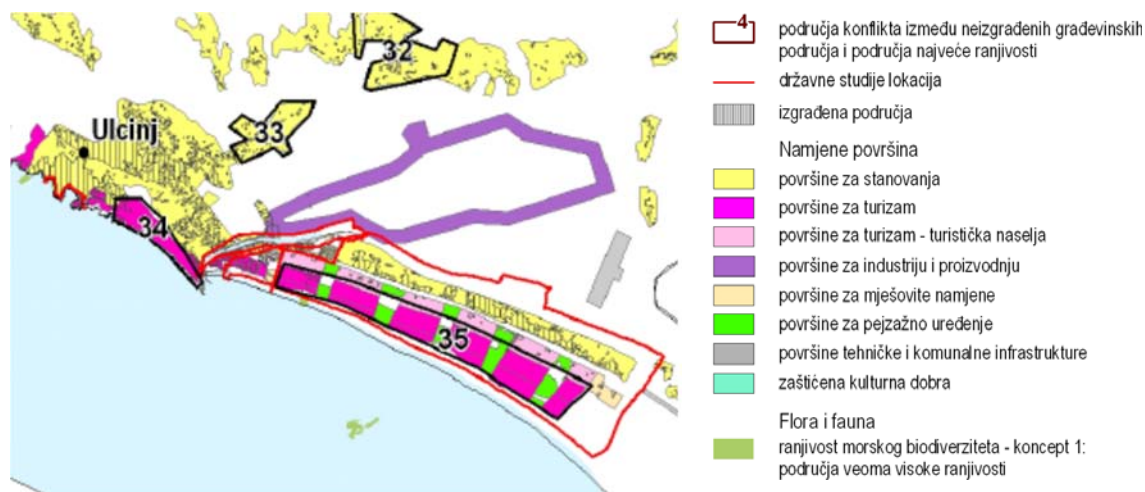 32
33
Ulcinj
34
35
4
područja konflikta između neizgrađenih građevinskih
područja i područja najveće ranjivosti
državne studije lokacija
izgrađena područja
Namjene površina
površine za stanovanja
površine za turizam
površine za turizam - turistička naselja
površine za industriju i proizvodnju
površine za mješovite namjene
površine za pejzažno uređenje
površine tehničke i komunalne infrastrukture
zaštićena kulturna dobra
Flora i fauna
ranjivost morskog biodiverziteta - koncept 1:
područja veoma visoke ranjivosti